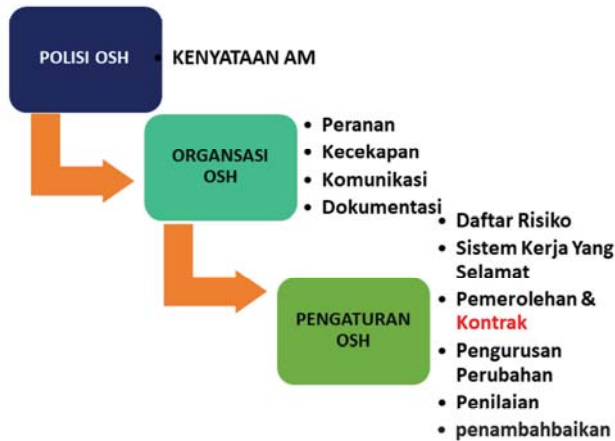 POLISI OSH
• KENYATAAN AM
ORGANSASI
OSH
• Peranan
• Kecekapan
• Komunikasi
• Dokumentasi
PENGATURAN
OSH
• Daftar Risiko
• Sistem Kerja Yang
Selamat
• Pemerolehan &
Kontrak
• Pengurusan
Perubahan
• Penilaian
• penambahbaikan